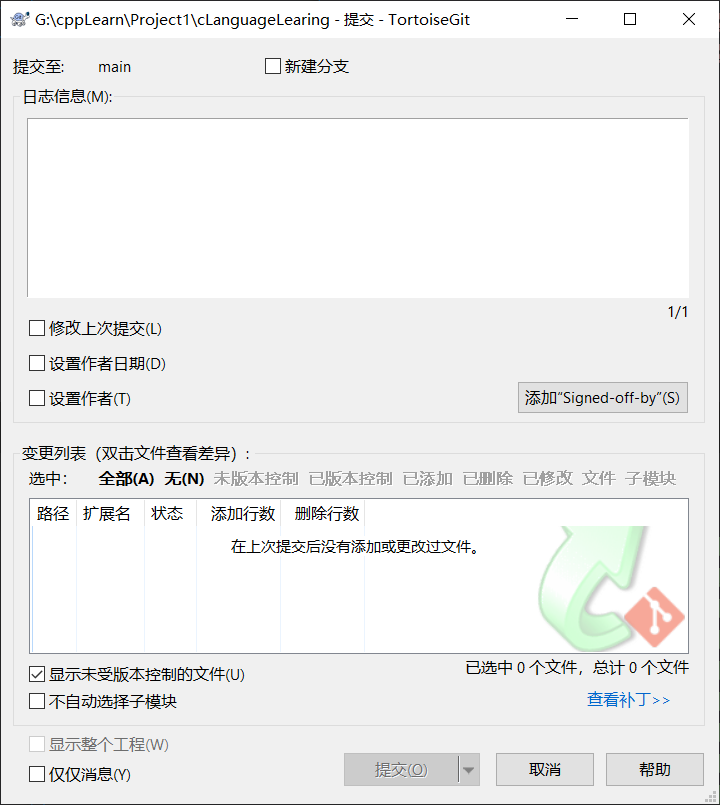 G:\cppLearn\Project1\cLanguageLearing - 提交 - TortoiseGit
提交至: main 新建分支
日志信息(M):
1/1
修改上次提交(L)
设置作者日期(D)
设置作者(T) 添加"Signed-off-by"(S)
变更列表（双击文件查看差异）:
选中: 全部(A) 无(N) 未版本控制 已版本控制 已添加 已删除 已修改 文件 子模块
路径 扩展名 状态 添加行数 删除行数
在上次提交后没有添加或更改过文件。
显示未受版本控制的文件(U) 已选中 0 个文件，总计 0 个文件
不自动选择子模块 查看补丁>>
显示整个工程(W)
仅仅消息(Y) 提交(O) 取消 帮助